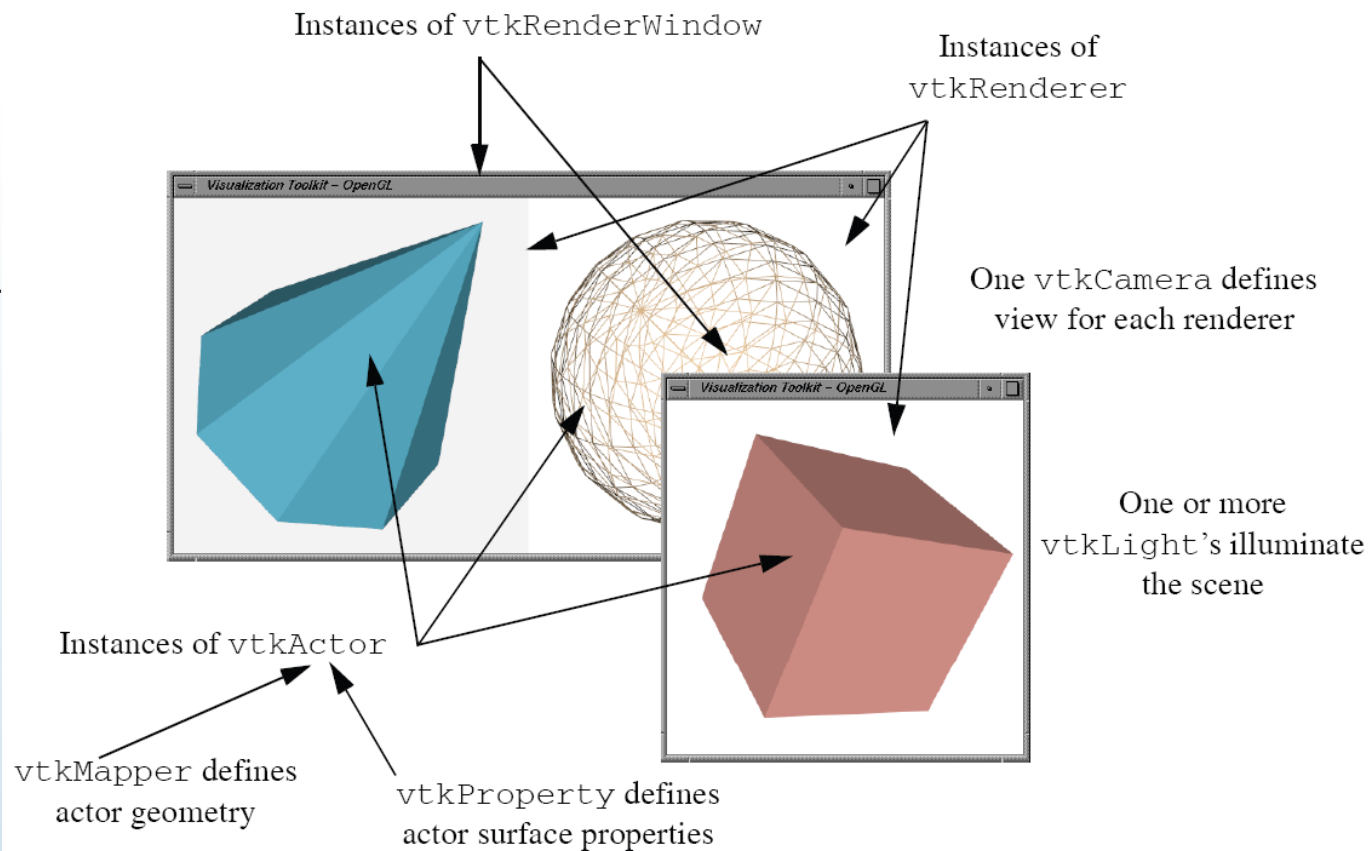 Instances of vtkRenderWindow
Instances of
vtkRenderer
Visualization Toolkit – OpenGL
One vtkCamera defines
view for each renderer
Visualization Toolkit – OpenGL
One or more
vtkLight’s illuminate
the scene
Instances of vtkActor
vtkMapper defines
actor geometry
vtkProperty defines
actor surface properties